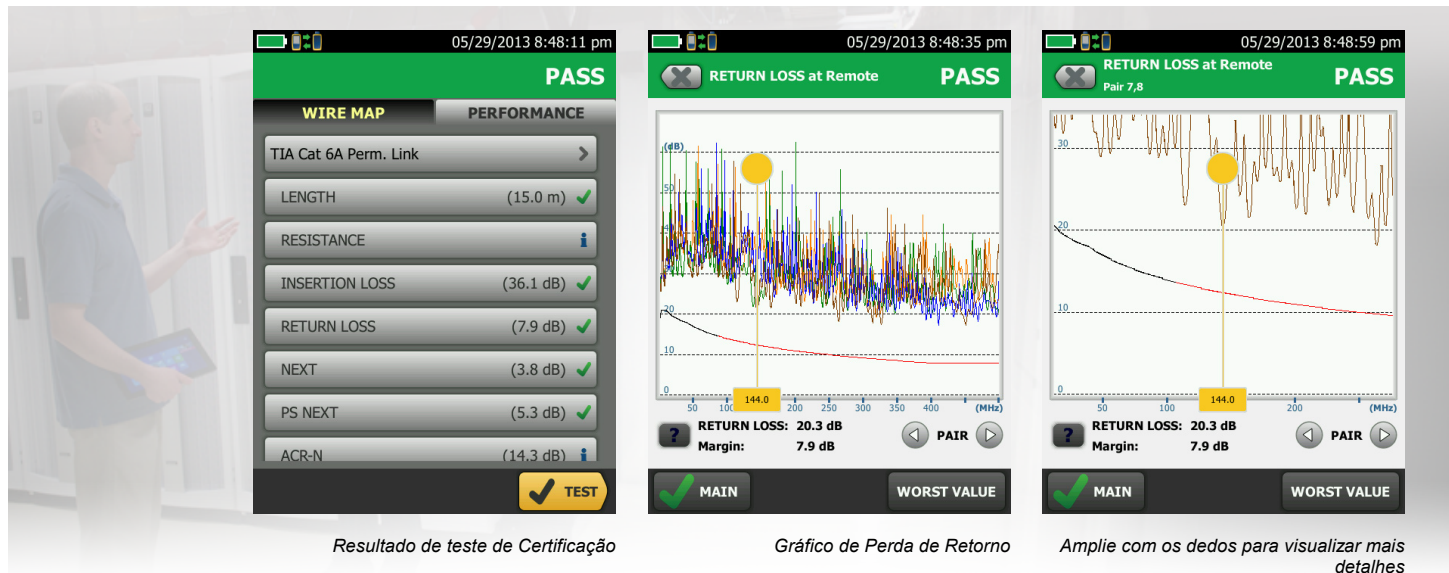 05/29/2013 8:48:11 pm
PASS
WIRE MAP
PERFORMANCE
TIA Cat 6A Perm. Link
LENGTH (15.0 m)
RESISTANCE
INSERTION LOSS (36.1 dB)
RETURN LOSS (7.9 dB)
NEXT (3.8 dB)
PS NEXT (5.3 dB)
ACR-N (14.3 dB)
TEST
Resultado de teste de Certificação
05/29/2013 8:48:35 pm
RETURN LOSS at Remote
PASS
(dB)
50
40
30
20
10
0
144.0
50 100 200 250 300 350 400 (MHz)
? RETURN LOSS: 20.3 dB
Margin: 7.9 dB
PAIR
MAIN
WORST VALUE
Gráfico de Perda de Retorno
05/29/2013 8:48:59 pm
RETURN LOSS at Remote
Pair 7,8
PASS
30
20
10
0
144.0
50 100 200 (MHz)
? RETURN LOSS: 20.3 dB
Margin: 7.9 dB
PAIR
MAIN
WORST VALUE
Amplie com os dedos para visualizar mais
detalhes